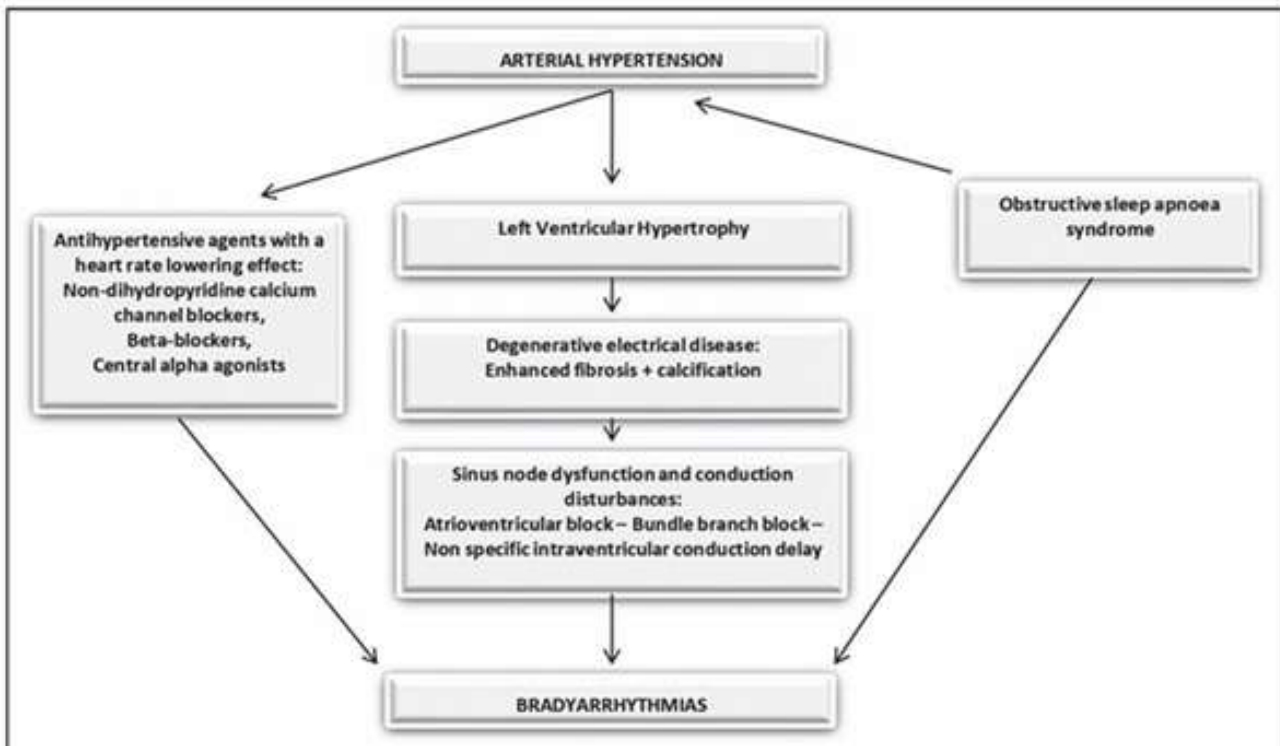 ARTERIAL HYPERTENSION
Antihypertensive agents with a
heart rate lowering effect:
Non-dihydropyridine calcium
channel blockers,
Beta-blockers,
Central alpha agonists
Left Ventricular Hypertrophy
Obstructive sleep apnoea
syndrome
Degenerative electrical disease:
Enhanced fibrosis + calcification
Sinus node dysfunction and conduction
disturbances:
Atrioventricular block – Bundle branch block –
Non specific intraventricular conduction delay
BRADYARRHYTHMIAS